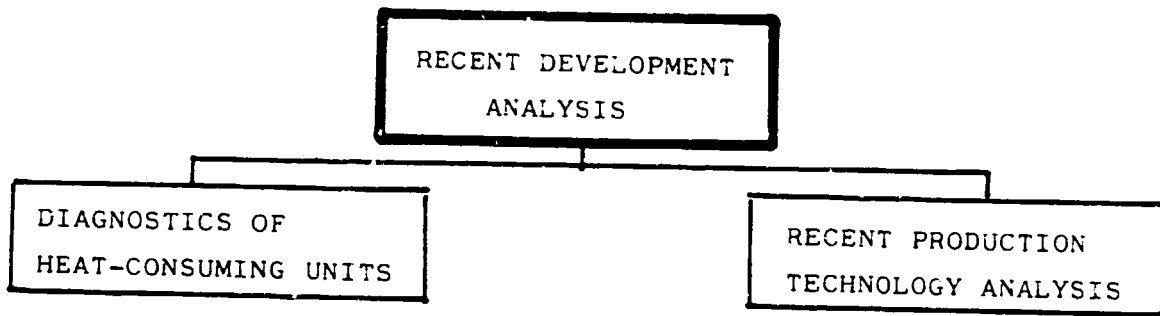 RECENT DEVELOPMENT
ANALYSIS
DIAGNOSTICS OF
HEAT-CONSUMING UNITS
RECENT PRODUCTION
TECHNOLOGY ANALYSIS